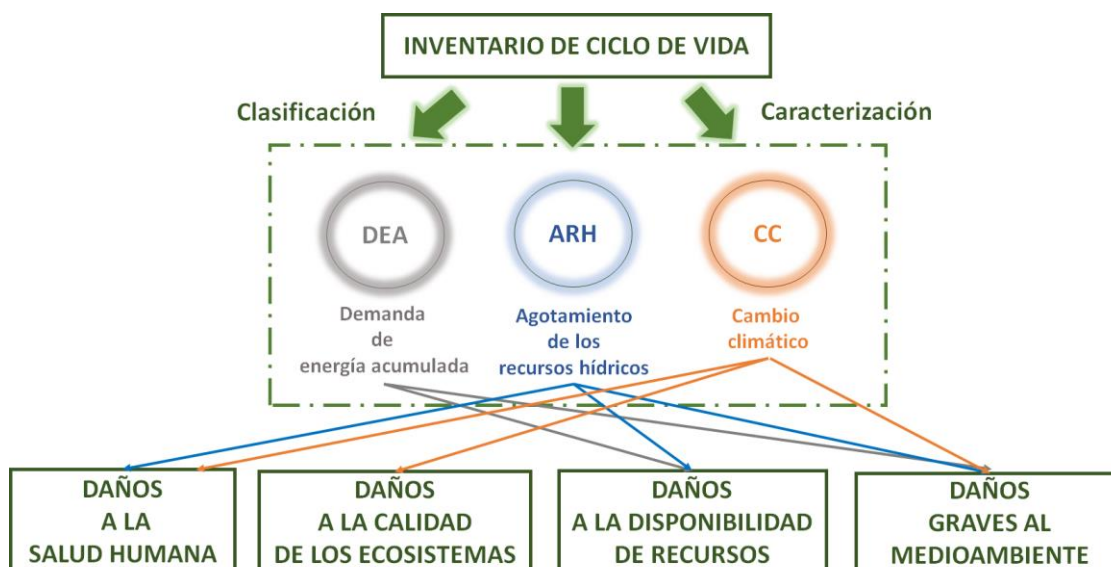 INVENTARIO DE CICLO DE VIDA
Clasificación
Caracterización
DEA
ARH
CC
Demanda
de
energía acumulada
Agotamiento
de los
recursos hídricos
Cambio
climático
DAÑOS
A LA
SALUD HUMANA
DAÑOS
A LA CALIDAD
DE LOS ECOSISTEMAS
DAÑOS
A LA DISPONIBILIDAD
DE RECURSOS
DAÑOS
GRAVES AL
MEDIOAMBIENTE